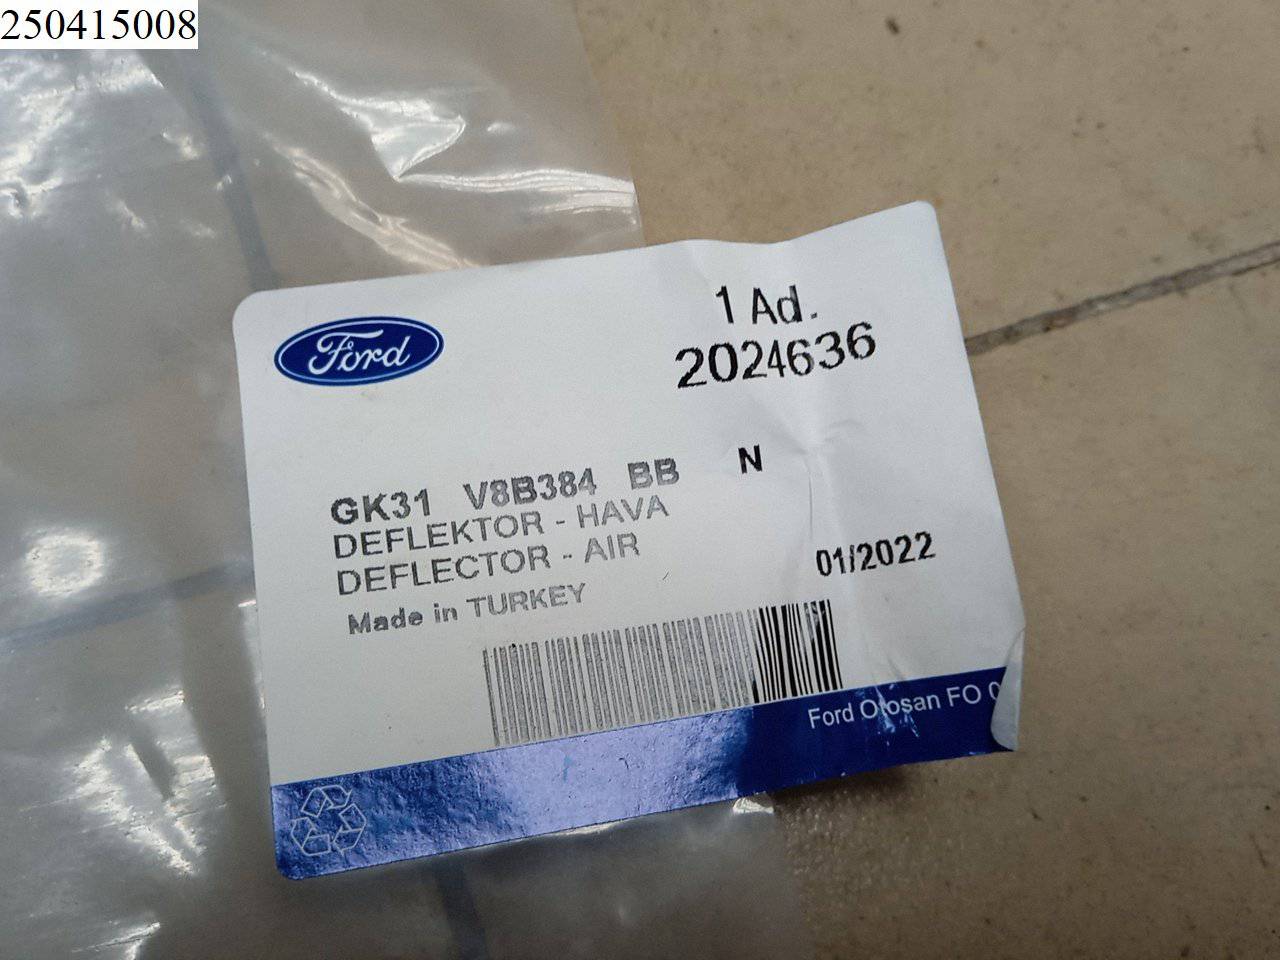 250415008
Ford
1 Ad.
2024636
GK31 V8B384 BB N
DEFLEKTOR - HAVA
DEFLECTOR - AIR
01/2022
Made in TURKEY
Ford Otosan FO 0